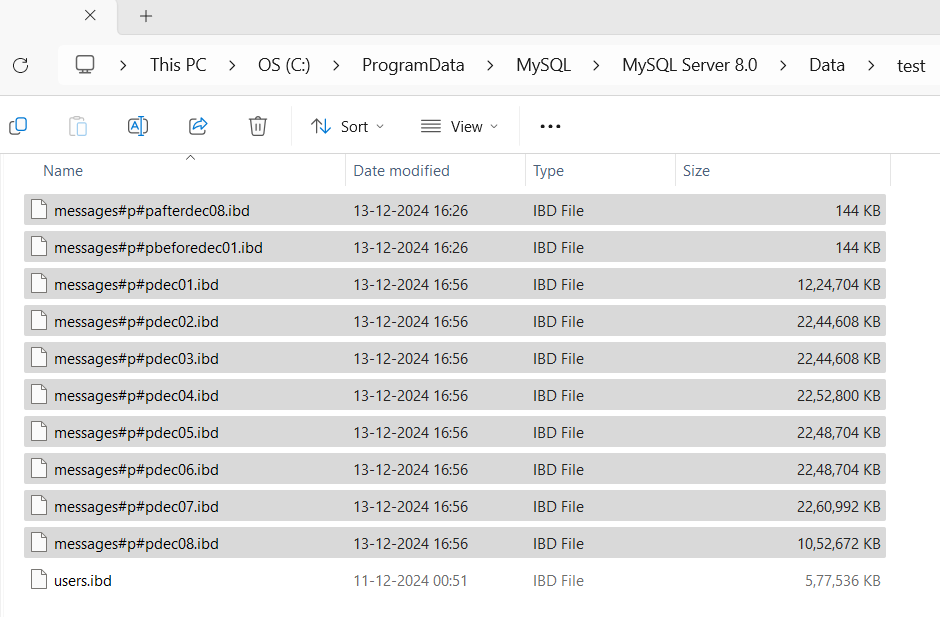 This PC > OS (C:) > ProgramData > MySQL > MySQL Server 8.0 > Data > test
Sort View
Name Date modified Type Size
messages#p#pafterdec08.ibd 13-12-2024 16:26 IBD File 144 KB
messages#p#pbeforedec01.ibd 13-12-2024 16:26 IBD File 144 KB
messages#p#pdec01.ibd 13-12-2024 16:56 IBD File 12,24,704 KB
messages#p#pdec02.ibd 13-12-2024 16:56 IBD File 22,44,608 KB
messages#p#pdec03.ibd 13-12-2024 16:56 IBD File 22,44,608 KB
messages#p#pdec04.ibd 13-12-2024 16:56 IBD File 22,52,800 KB
messages#p#pdec05.ibd 13-12-2024 16:56 IBD File 22,48,704 KB
messages#p#pdec06.ibd 13-12-2024 16:56 IBD File 22,48,704 KB
messages#p#pdec07.ibd 13-12-2024 16:56 IBD File 22,60,992 KB
messages#p#pdec08.ibd 13-12-2024 16:56 IBD File 10,52,672 KB
users.ibd 11-12-2024 00:51 IBD File 5,77,536 KB